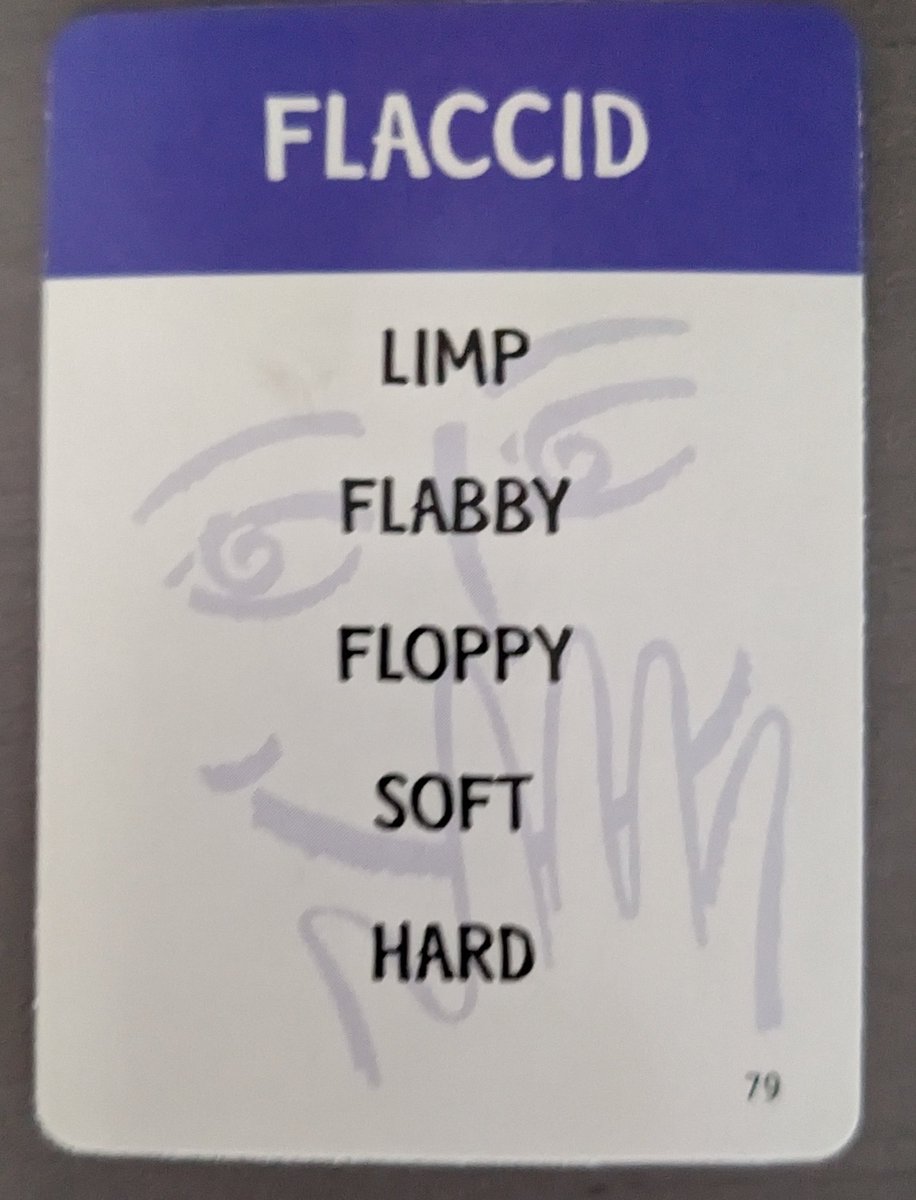 FLACCID
LIMP
FLABBY
FLOPPY
SOFT
HARD
79